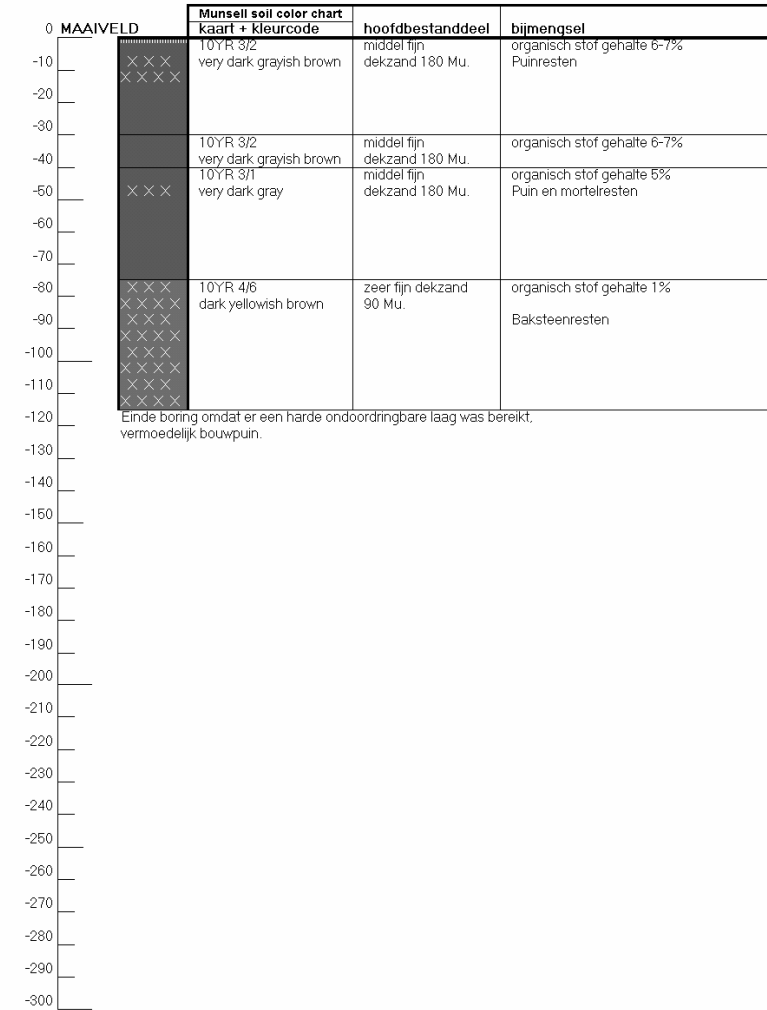 Munsell soil color chart
0 MAAIVELD kaart + kleurcode hoofdbestanddeel bijmengsel
10YR 3/2 middel fijn organisch stof gehalte 6-7%
-10 very dark grayish brown dekzand 180 Mu. Puinresten
-20
-30
10YR 3/2 middel fijn organisch stof gehalte 6-7%
-40 very dark grayish brown dekzand 180 Mu.
10YR 3/1 middel fijn organisch stof gehalte 5%
-50 very dark gray dekzand 180 Mu. Puin en mortelresten
-60
-70
-80 10YR 4/6 zeer fijn dekzand organisch stof gehalte 1%
dark yellowish brown 90 Mu.
-90 Baksteenresten
-100
-110
-120 Einde boring omdat er een harde ondoordringbare laag was bereikt,
vermoedelijk bouwpuin.
-130
-140
-150
-160
-170
-180
-190
-200
-210
-220
-230
-240
-250
-260
-270
-280
-290
-300